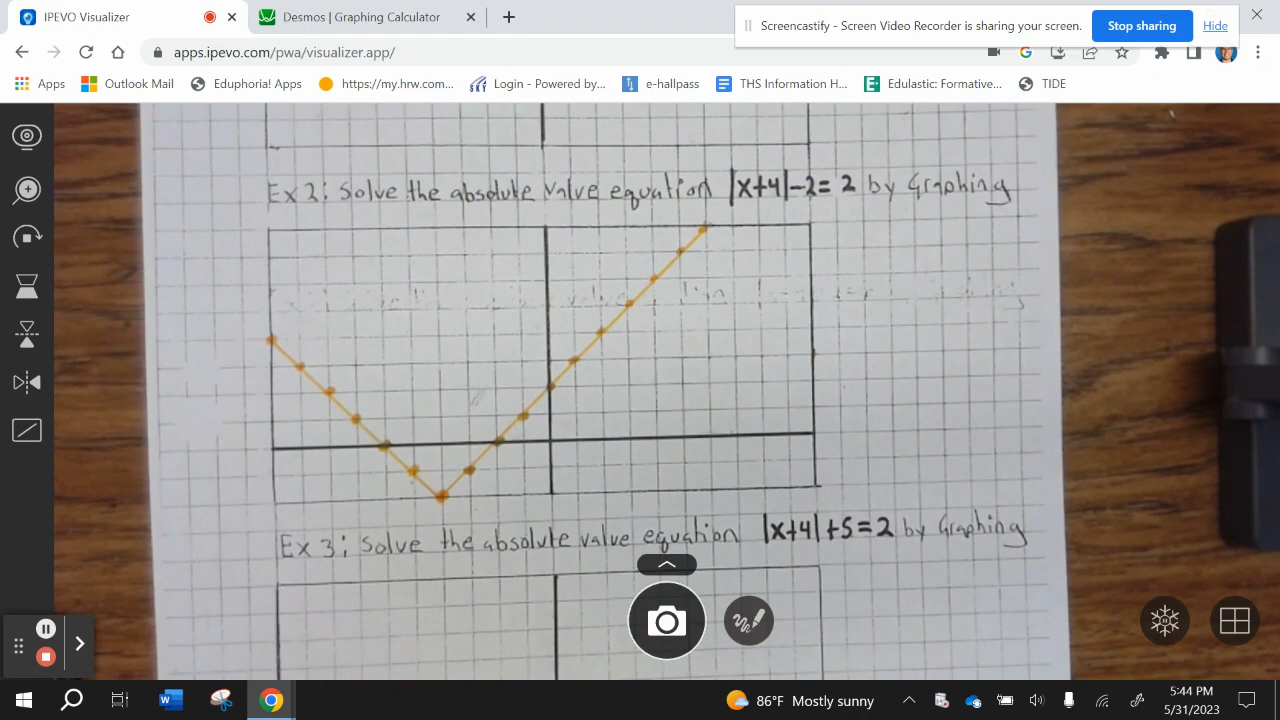 IPEVO Visualizer
Desmos | Graphing Calculator
Screencastify - Screen Video Recorder is sharing your screen.
Stop sharing
Hide
apps.ipevo.com/pwa/visualizer.app/
Apps
Outlook Mail
Eduphoria! Apps
https://my.hrw.com...
Login - Powered by...
e-hallpass
THS Information H...
Edulastic: Formative...
TIDE
Ex 2: Solve the absolute value equation |x+4|-2=2 by Graphing
Ex 3: Solve the absolute value equation |x+4|+5=2 by Graphing
86°F Mostly sunny
5:44 PM
5/31/2023